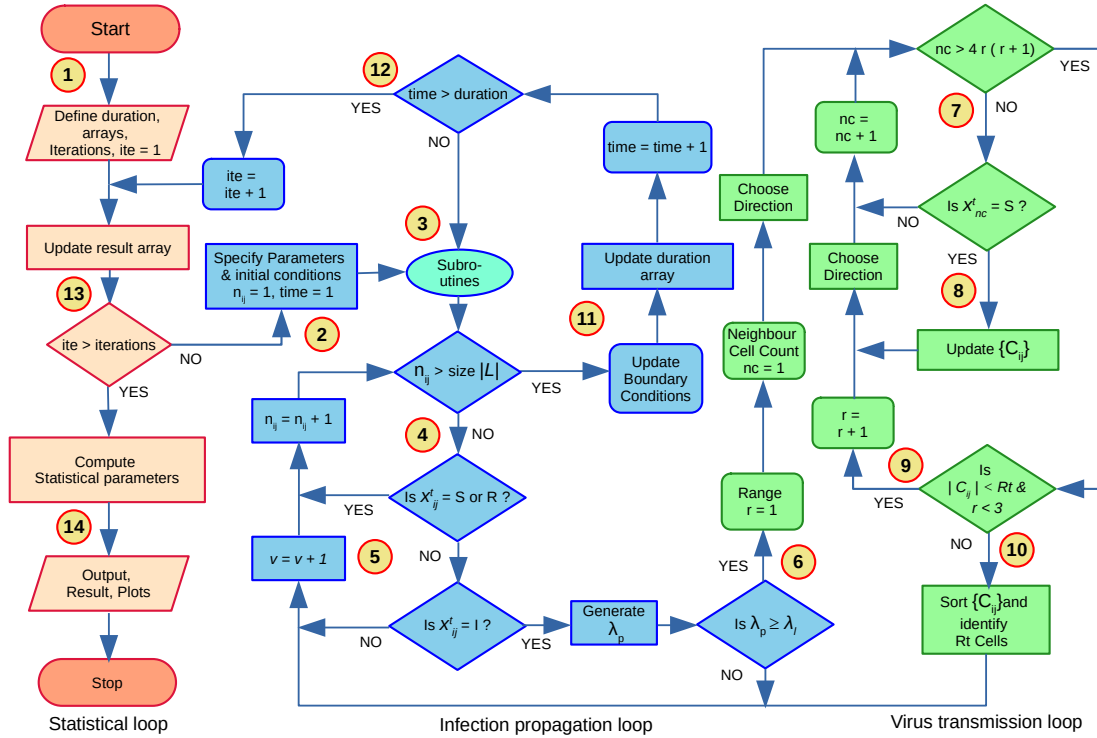 Start
1
Define duration,
arrays,
Iterations, ite = 1
ite =
ite + 1
Update result array
13
ite > iterations
NO
YES
2
Compute
Statistical parameters
14
Output,
Result, Plots
Stop
Statistical loop
12
time > duration
YES
NO
time = time + 1
3
Specify Parameters
& initial conditions
n_ij = 1, time = 1
Subro-
utines
Update duration
array
11
n_ij > size |L|
YES
NO
Update
Boundary
Conditions
n_ij = n_ij + 1
4
Is X^t_ij = S or R ?
YES
NO
v = v + 1
5
Is X^t_ij = I ?
NO
YES
Generate
λ_p
Is λ_p ≥ λ_I
6
YES
NO
Range
r = 1
Neighbour
Cell Count
nc = 1
Choose
Direction
Infection propagation loop
nc > 4 r ( r + 1)
YES
7
NO
nc =
nc + 1
Is X^t_nc = S ?
NO
YES
Choose
Direction
8
Update {C_ij}
r =
r + 1
9
Is
| C_ij | < Rt &
r < 3
YES
NO
10
Sort {C_ij}and
identify
Rt Cells
Virus transmission loop